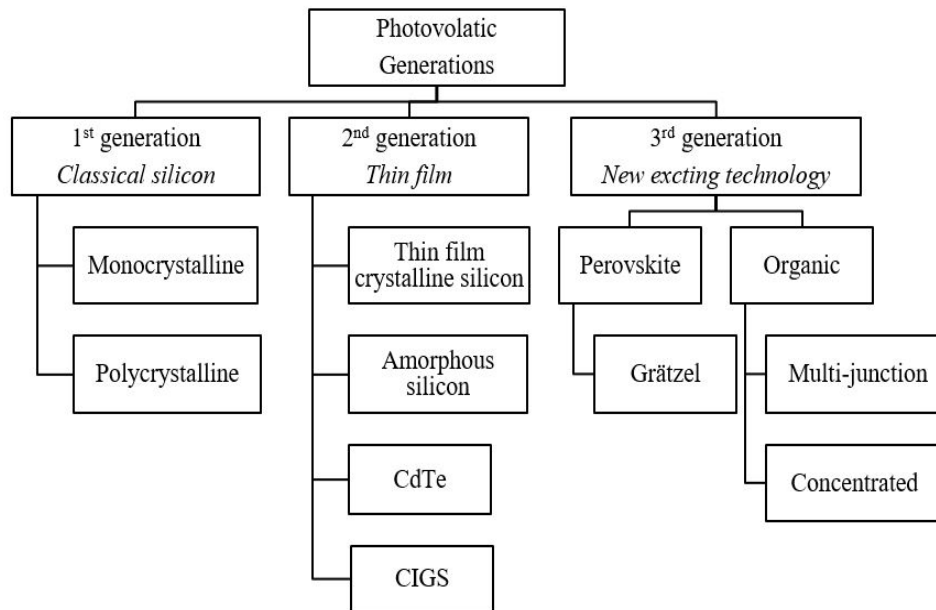 Photovolatic
Generations
1st generation
Classical silicon
2nd generation
Thin film
3rd generation
New excting technology
Monocrystalline
Polycrystalline
Thin film
crystalline silicon
Amorphous
silicon
CdTe
CIGS
Perovskite
Organic
Grätzel
Multi-junction
Concentrated